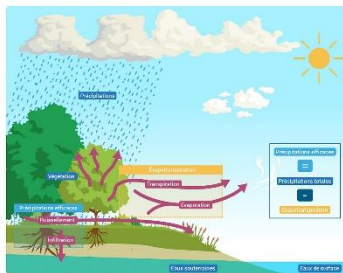 Précipitations
Évapotranspiration
Végétation
Transpiration
Évaporation
Précipitations efficaces
Ruissellement
Infiltration
Eaux souterraines
Eaux de surface
Précipitations efficaces
=
Précipitations totales
-
Évapotranspiration